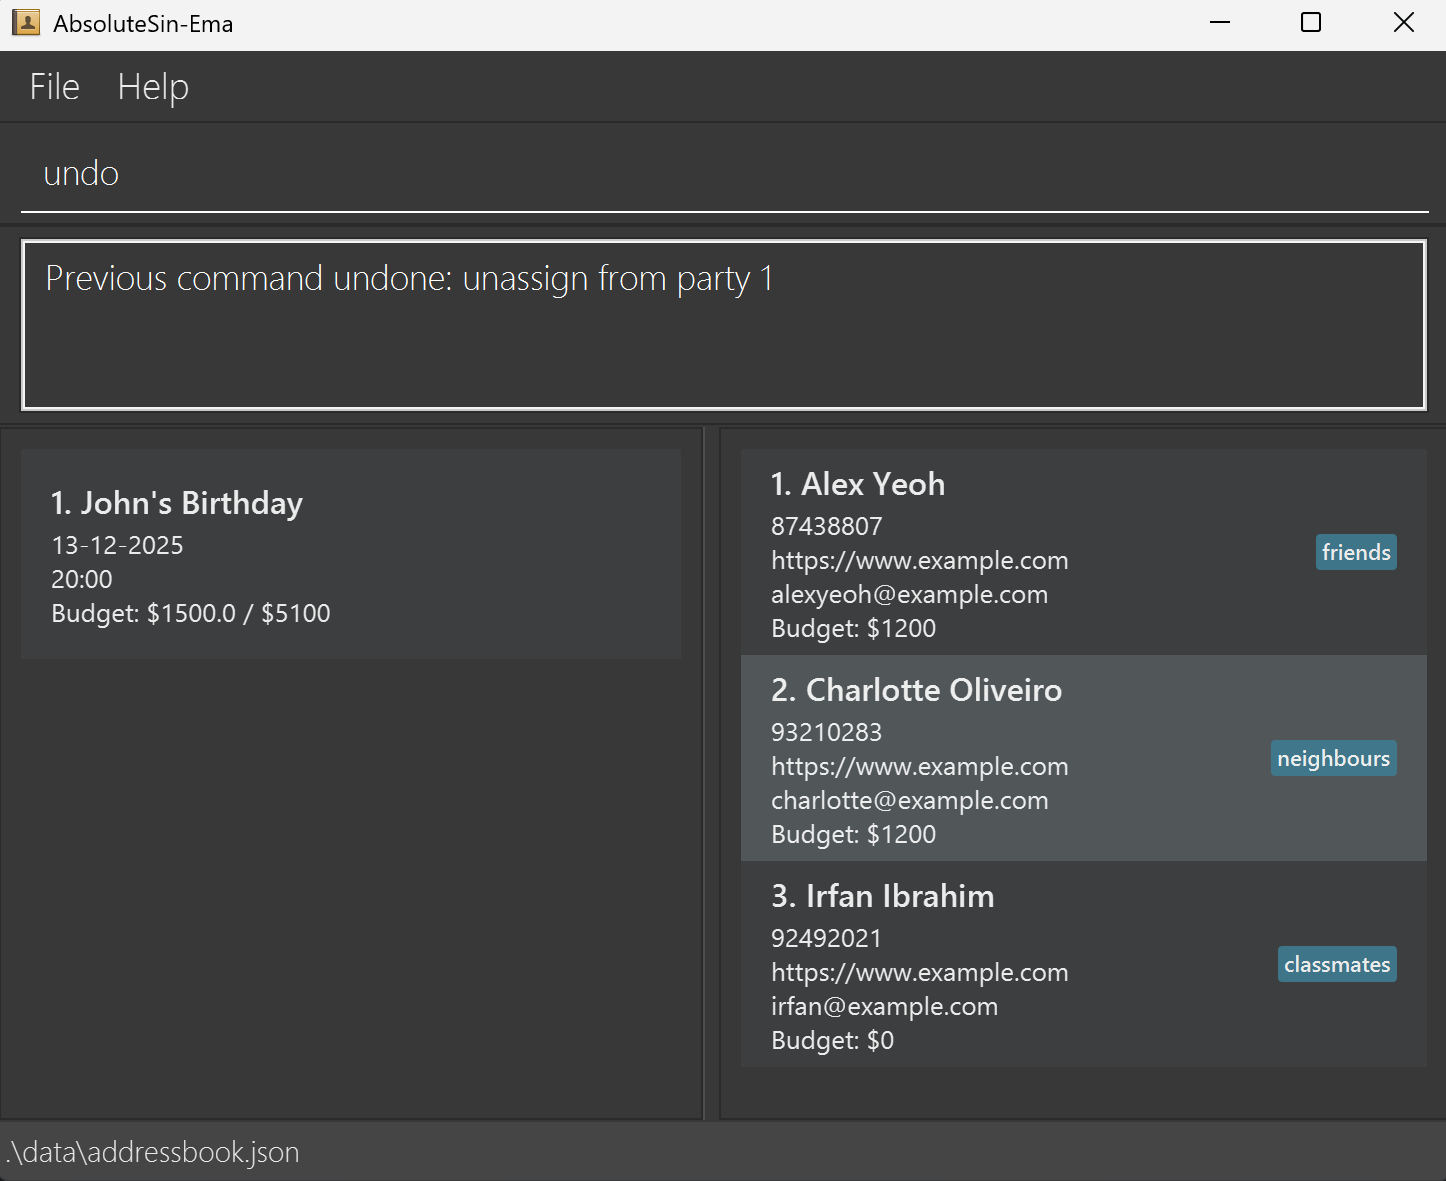 AbsoluteSin-Ema
File Help
undo
Previous command undone: unassign from party 1
1. John's Birthday
13-12-2025
20:00
Budget: $1500.0 / $5100
1. Alex Yeoh
87438807
https://www.example.com
alexyeoh@example.com
Budget: $1200
friends
2. Charlotte Oliveiro
93210283
https://www.example.com
charlotte@example.com
Budget: $1200
neighbours
3. Irfan Ibrahim
92492021
https://www.example.com
irfan@example.com
Budget: $0
classmates
.\data\addressbook.json